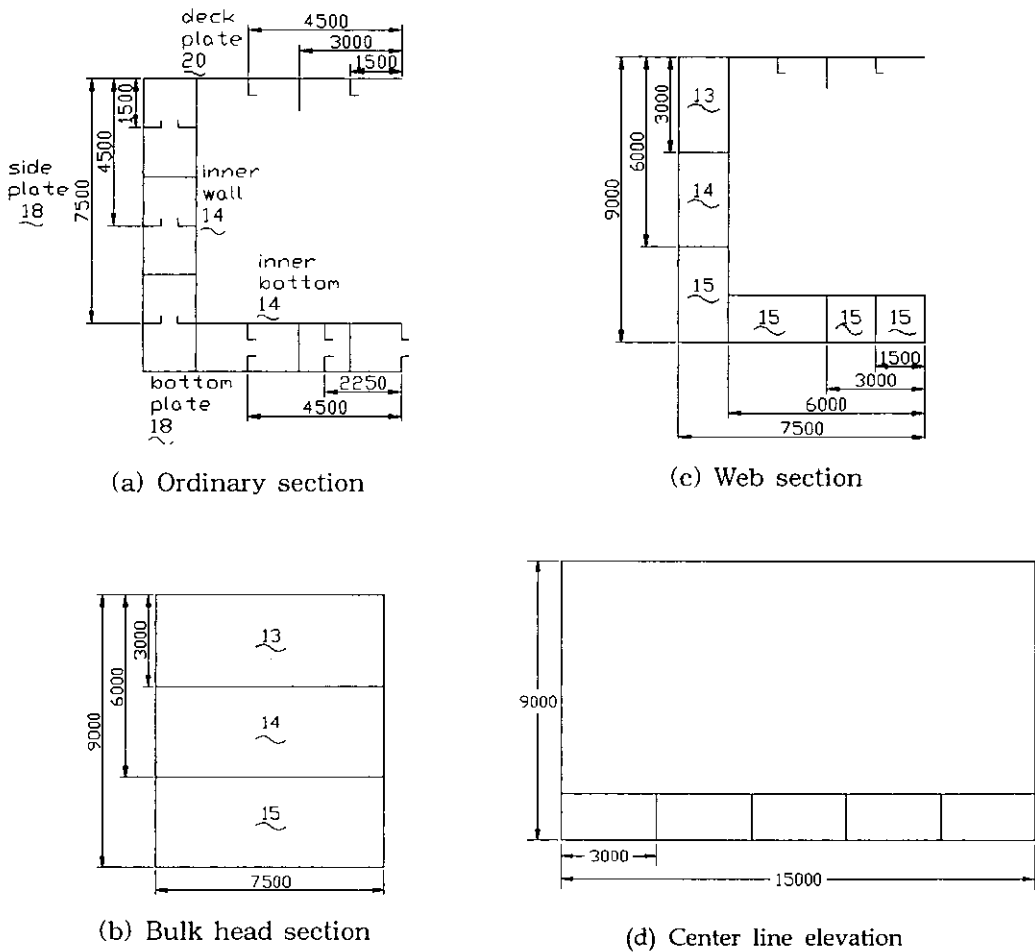 deck
plate
20
4500
3000
1500
1500
4500
7500
side
plate
18
inner
wall
14
inner
bottom
14
bottom
plate
18
2250
4500
(a) Ordinary section
3000
6000
9000
13
14
15
15
15
15
1500
3000
6000
7500
(c) Web section
3000
6000
9000
13
14
15
7500
(b) Bulk head section
9000
3000
15000
(d) Center line elevation